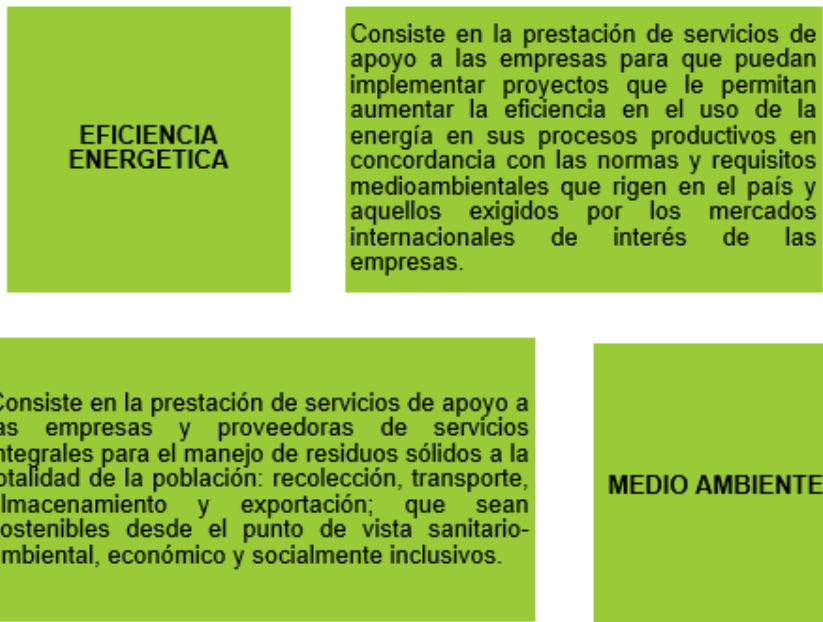 EFICIENCIA
ENERGETICA
Consiste en la prestación de servicios de
apoyo a las empresas para que puedan
implementar proyectos que le permitan
aumentar la eficiencia en el uso de la
energía en sus procesos productivos en
concordancia con las normas y requisitos
medioambientales que rigen en el país y
aquellos exigidos por los mercados
internacionales de interés de las
empresas.
Consiste en la prestación de servicios de apoyo a
las empresas y proveedoras de servicios
integrales para el manejo de residuos sólidos a la
totalidad de la población: recolección, transporte,
almacenamiento y exportación; que sean
sostenibles desde el punto de vista sanitario-
ambiental, económico y socialmente inclusivos.
MEDIO AMBIENTE